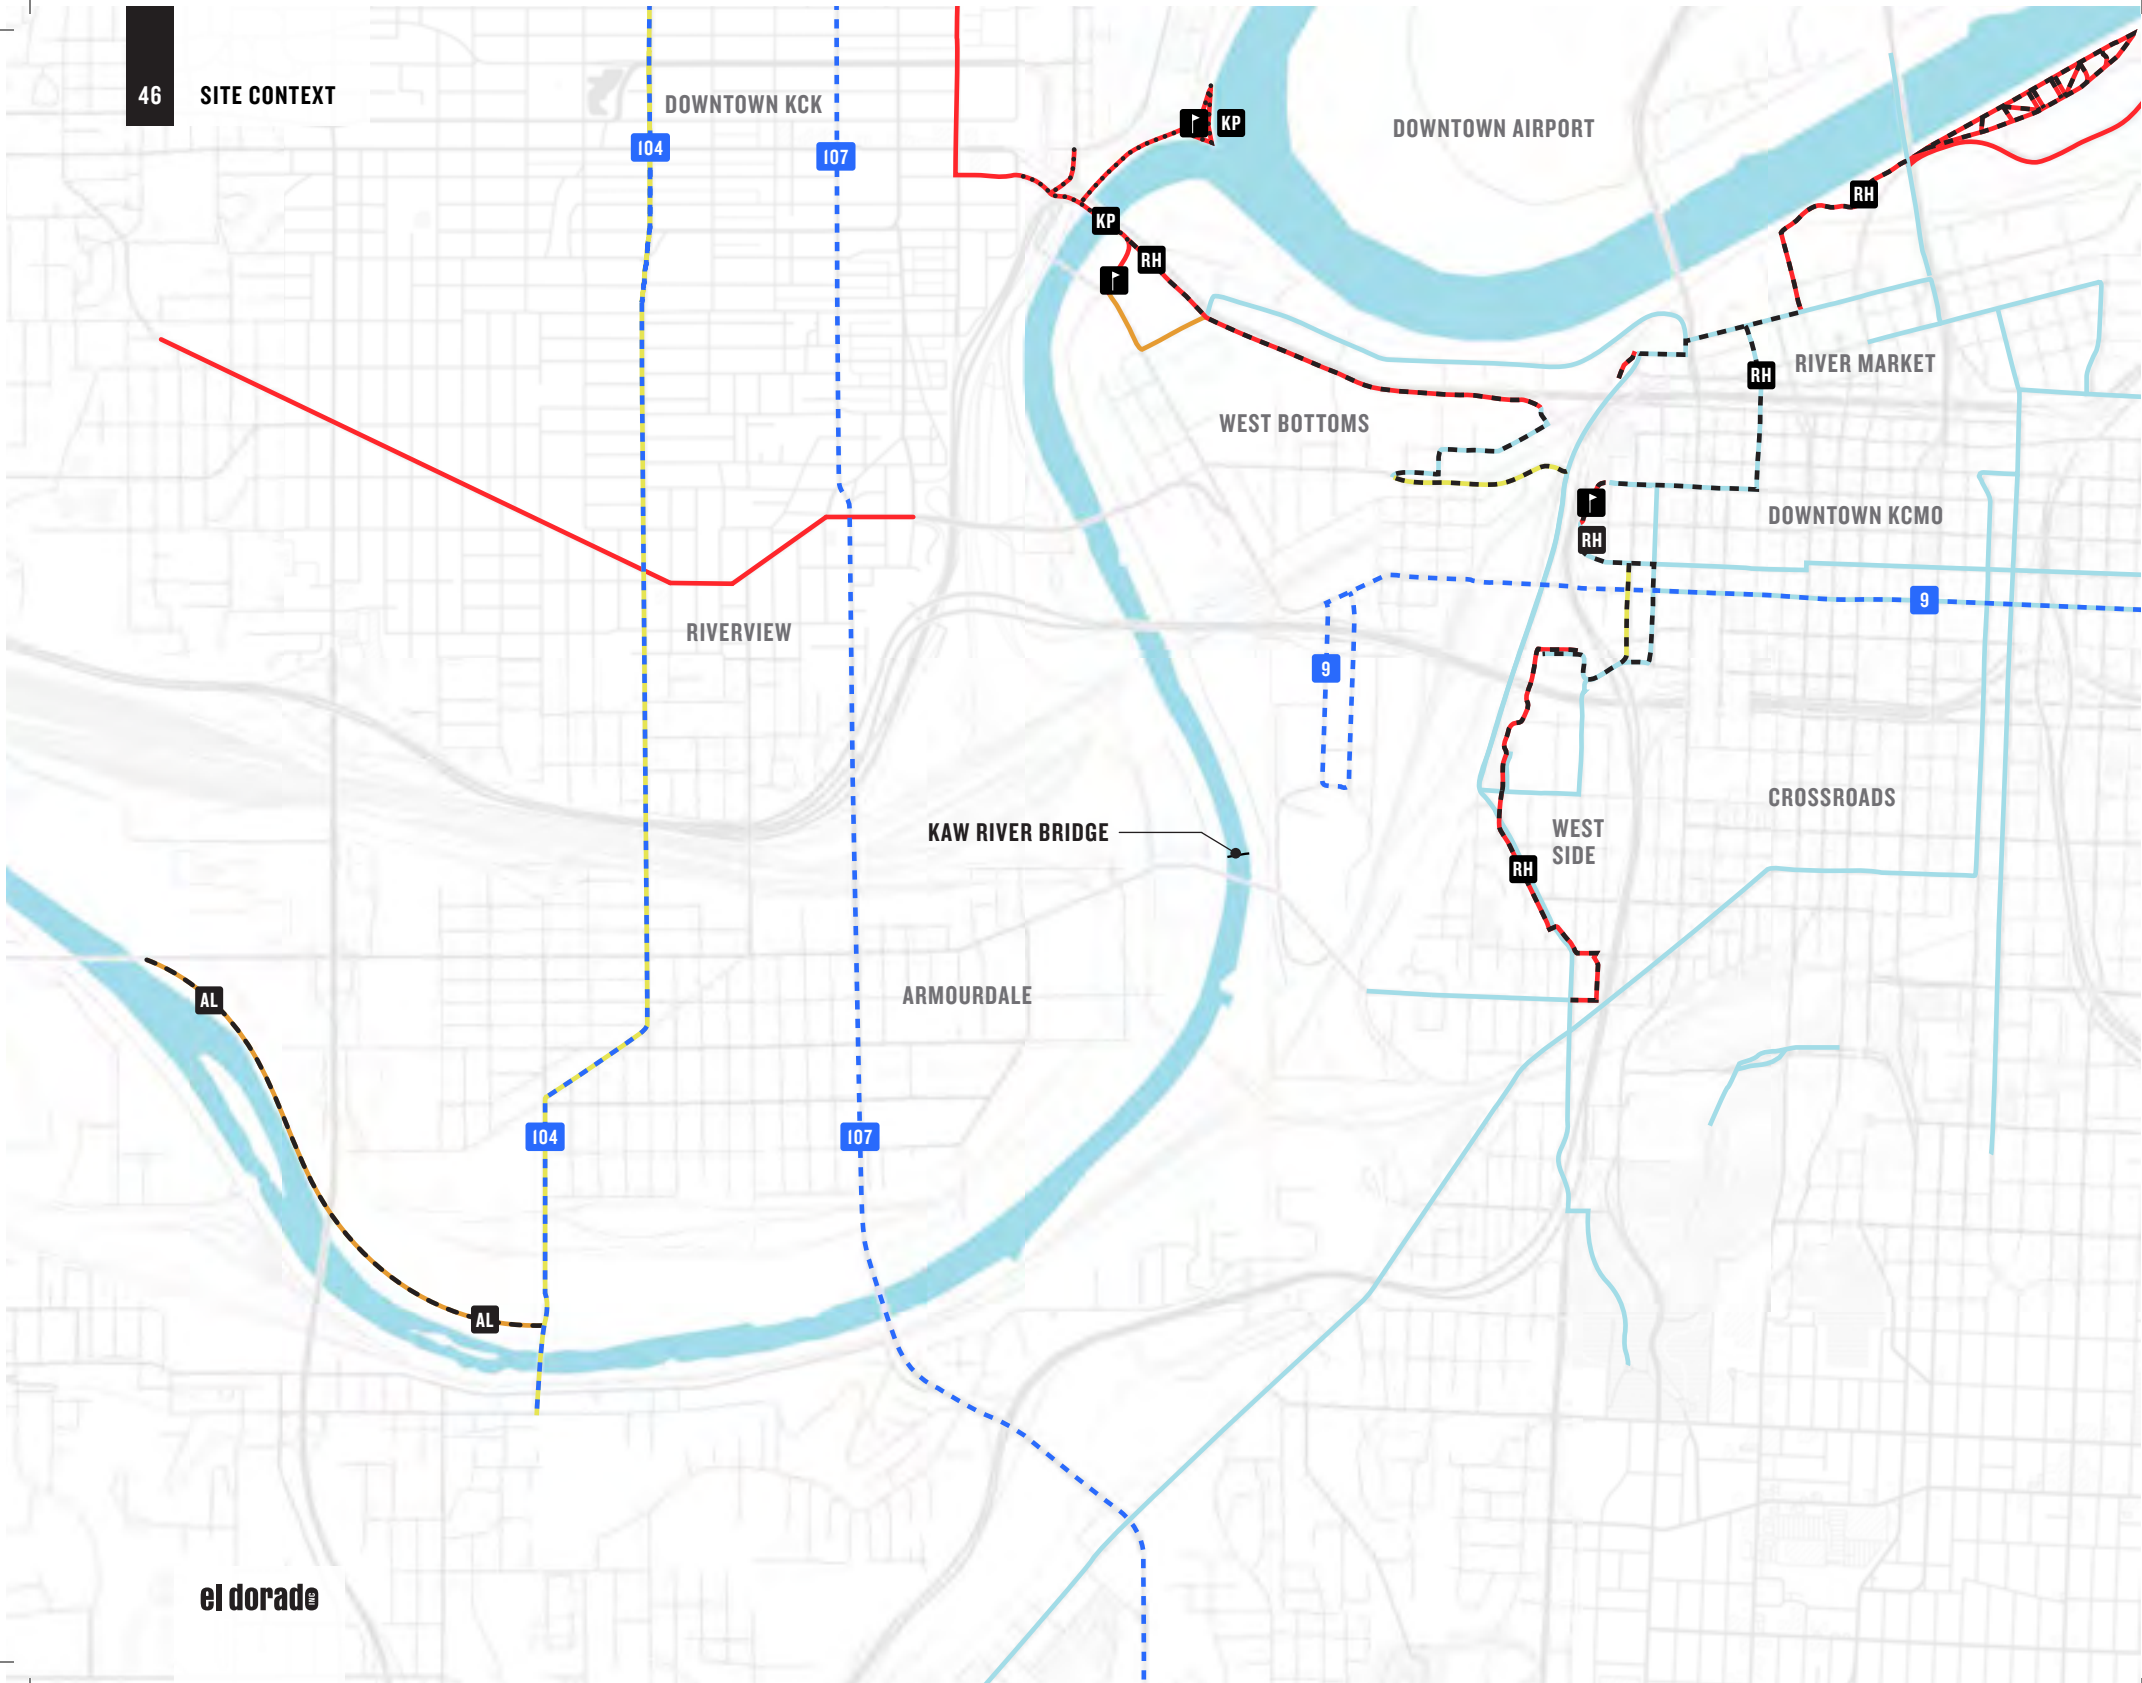 46 SITE CONTEXT
DOWNTOWN KCK
DOWNTOWN AIRPORT
KP
104
107
RH
KP
RH
RIVER MARKET
RH
WEST BOTTOMS
DOWNTOWN KCMO
RH
9
RIVERVIEW
9
CROSSROADS
KAW RIVER BRIDGE
WEST
SIDE
RH
ARMOURDALE
AL
104
107
AL
el dorado INC